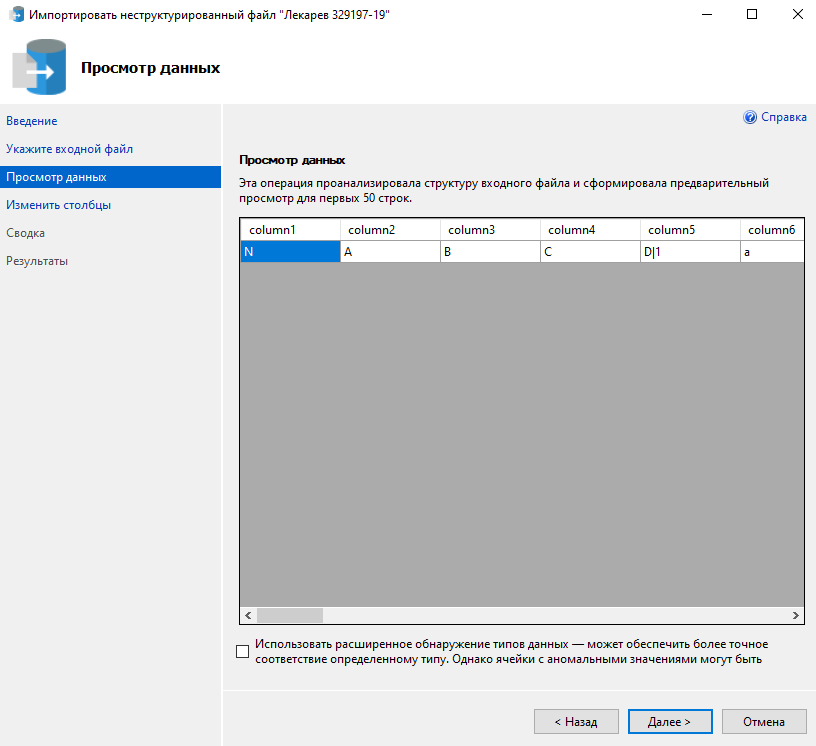 Импортировать неструктурированный файл "Лекарев 329197-19"
Просмотр данных
Справка
Введение
Укажите входной файл
Просмотр данных
Изменить столбцы
Сводка
Результаты
Просмотр данных
Эта операция проанализировала структуру входного файла и сформировала предварительный
просмотр для первых 50 строк.
column1 column2 column3 column4 column5 column6
N A B C D|1 a
Использовать расширенное обнаружение типов данных — может обеспечить более точное
соответствие определенному типу. Однако ячейки с аномальными значениями могут быть
< Назад Далее > Отмена